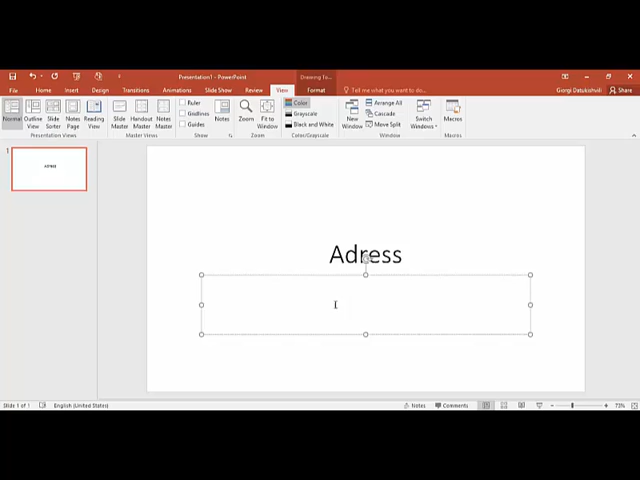 Presentation1 - PowerPoint
Drawing To...
File Home Insert Draw Design Transitions Animations Slide Show Review View Format Tell me what you want to do... Giorgi Datukishvili Share
Normal Outline View Slide Sorter Notes Page Reading View
Presentation Views
Slide Master Handout Master Notes Master
Master Views
Ruler
Gridlines
Guides
Show
Notes
Zoom Fit to Window
Zoom
Color
Grayscale
Black and White
Color/Grayscale
New Window
Arrange All
Cascade
Move Split
Window
Switch Windows
Macros
Macros
1
Adress
Adress
Slide 1 of 1 English (United States) Notes Comments 73%